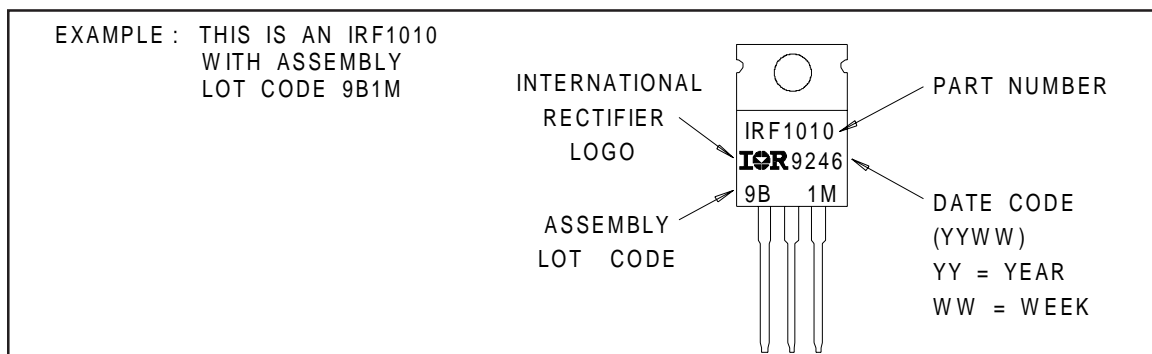 EXAMPLE : THIS IS AN IRF1010
WITH ASSEMBLY
LOT CODE 9B1M
INTERNATIONAL
RECTIFIER
LOGO
ASSEMBLY
LOT CODE
IRF1010
IOR 9246
9B 1M
PART NUMBER
DATE CODE
(YYWW)
YY = YEAR
WW = WEEK